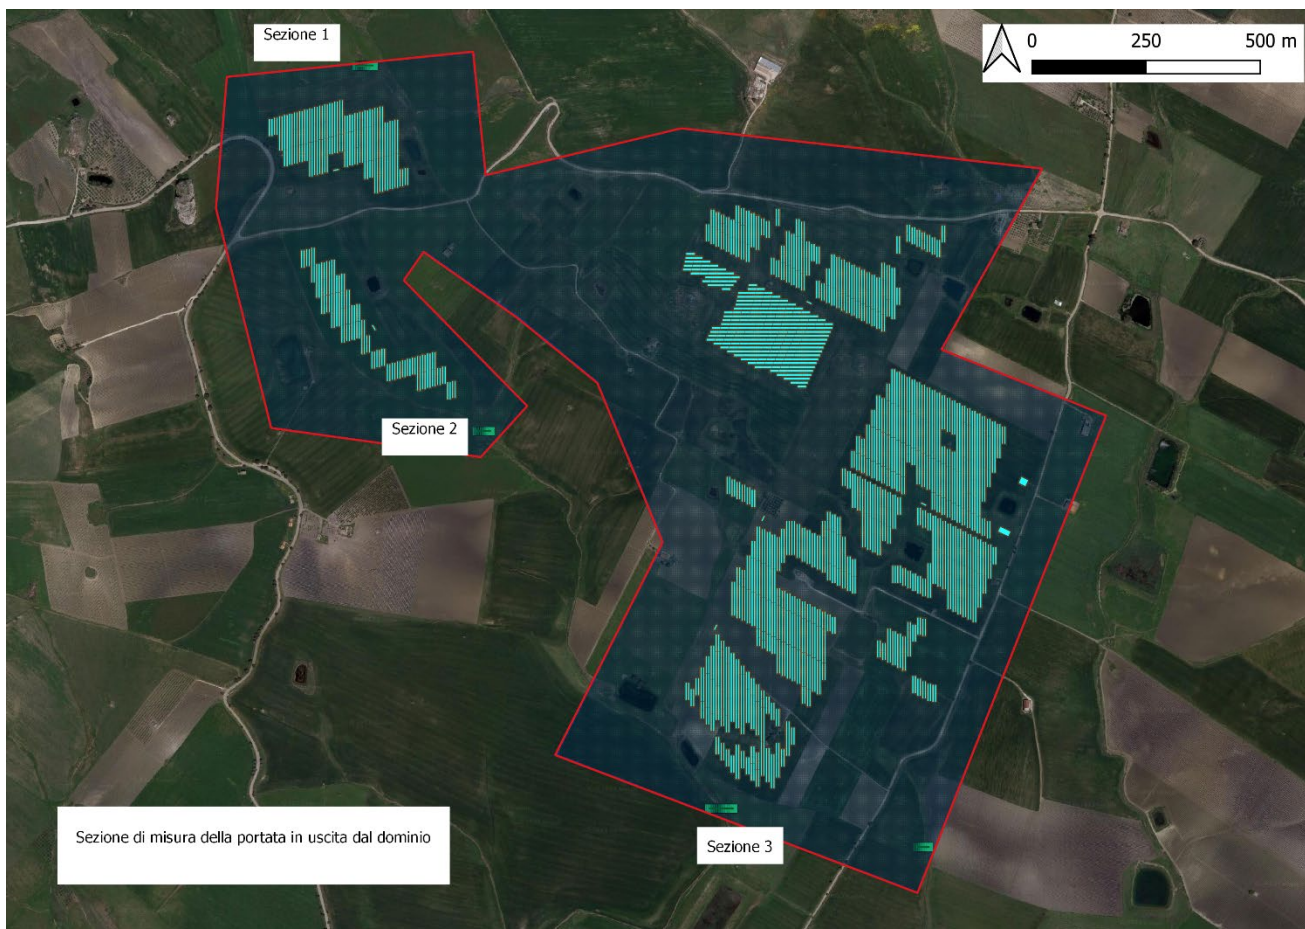 Sezione 1
0 250 500 m
Sezione 2
Sezione di misura della portata in uscita dal dominio
Sezione 3